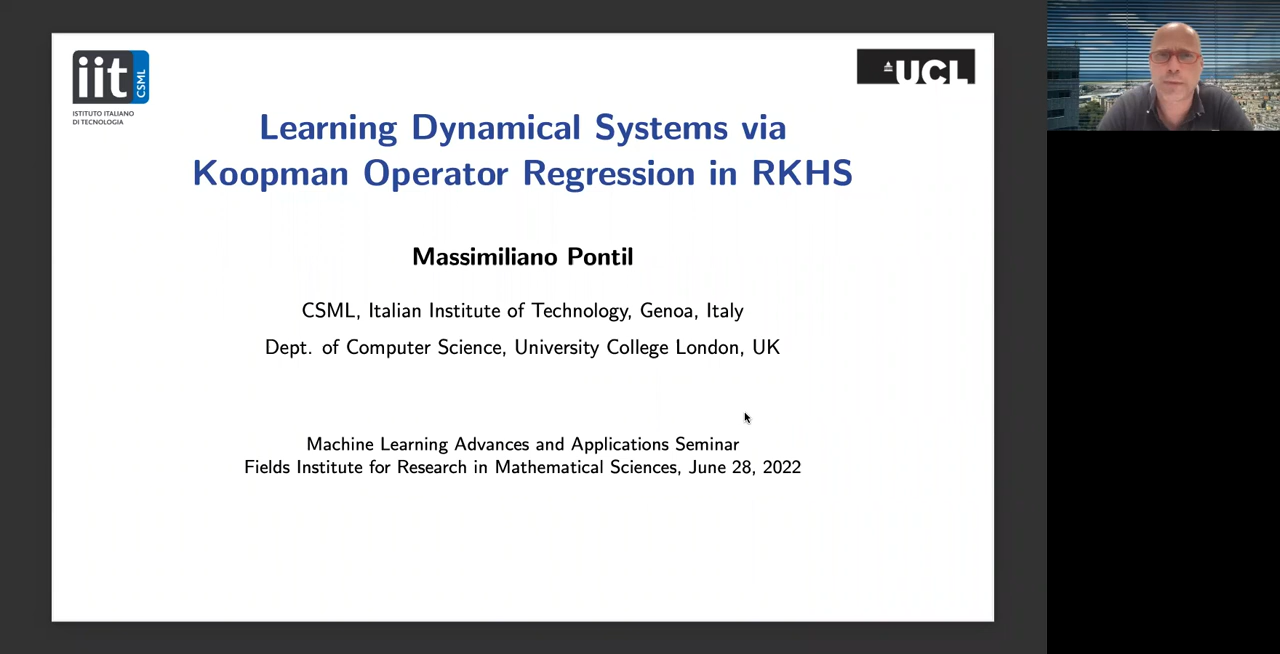 iit
CSML
ISTITUTO ITALIANO
DI TECNOLOGIA
UCL
Learning Dynamical Systems via
Koopman Operator Regression in RKHS
Massimiliano Pontil
CSML, Italian Institute of Technology, Genoa, Italy
Dept. of Computer Science, University College London, UK
Machine Learning Advances and Applications Seminar
Fields Institute for Research in Mathematical Sciences, June 28, 2022